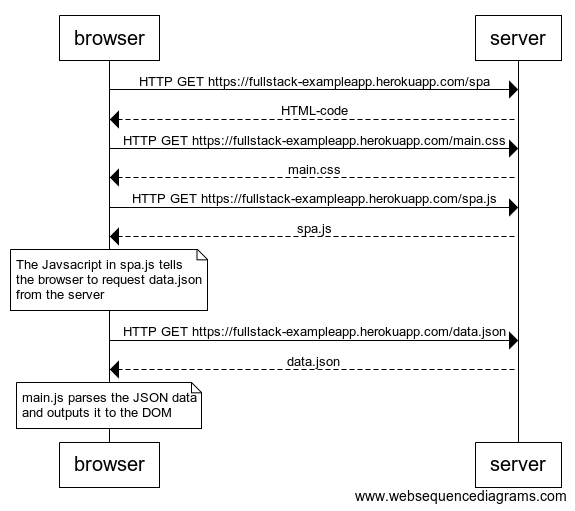 browser
server
HTTP GET https://fullstack-exampleapp.herokuapp.com/spa
HTML-code
HTTP GET https://fullstack-exampleapp.herokuapp.com/main.css
main.css
HTTP GET https://fullstack-exampleapp.herokuapp.com/spa.js
spa.js
The Javsacript in spa.js tells
the browser to request data.json
from the server
HTTP GET https://fullstack-exampleapp.herokuapp.com/data.json
data.json
main.js parses the JSON data
and outputs it to the DOM
browser
server
www.websequencediagrams.com